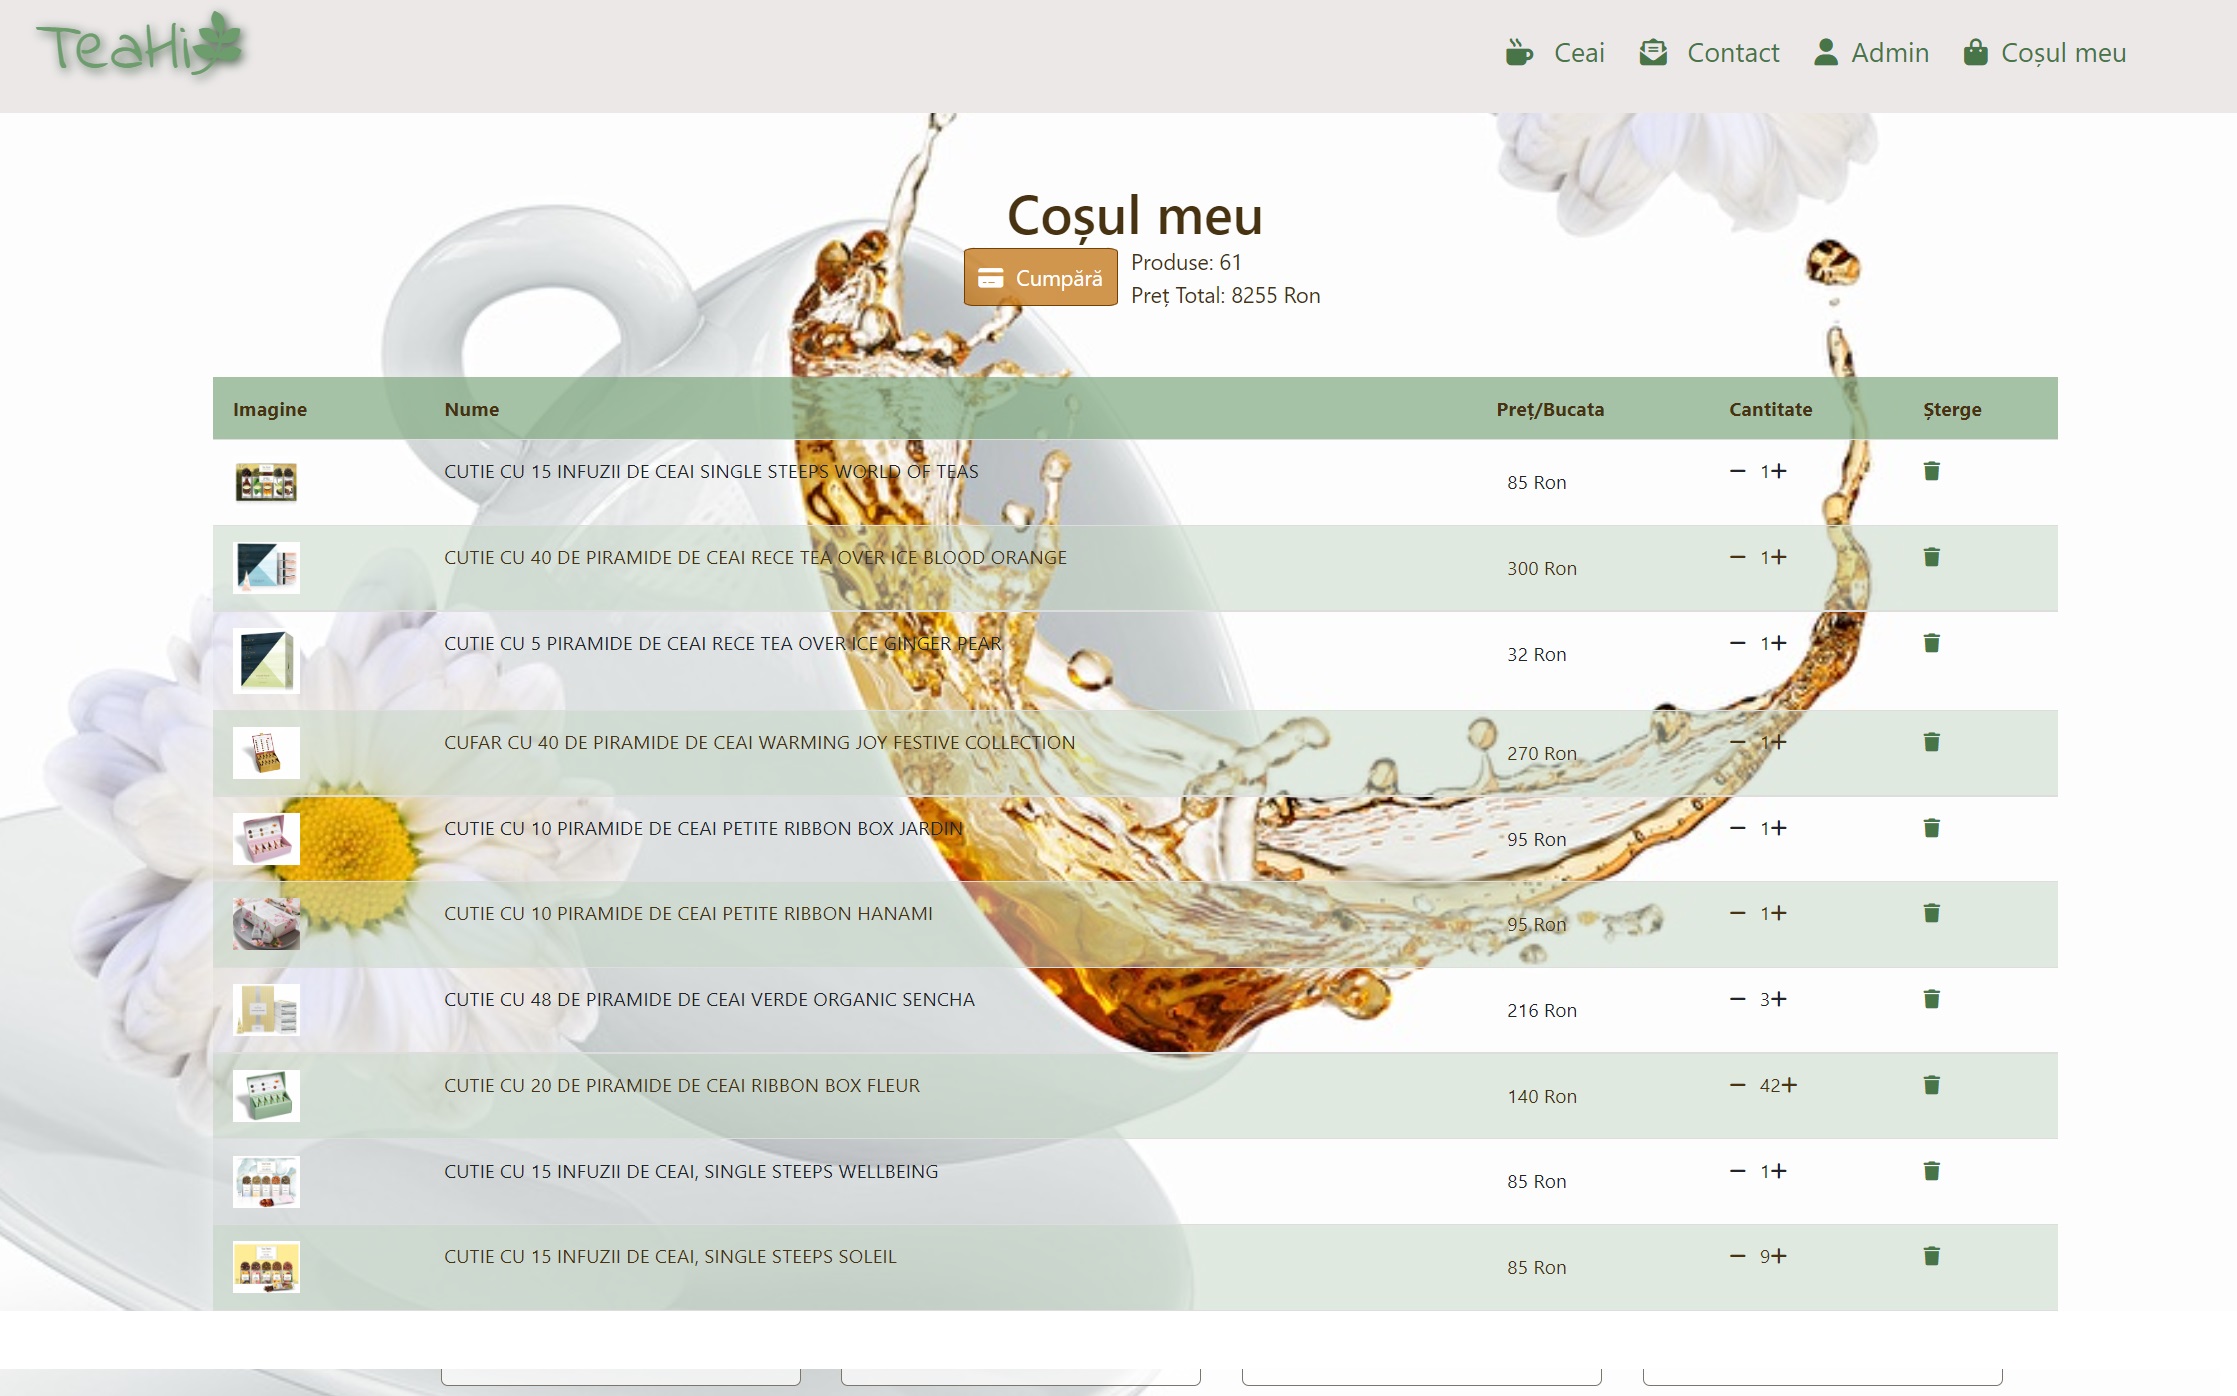 TeaHi
Ceai Contact Admin Coșul meu
Coșul meu
Cumpără
Produse: 61
Preț Total: 8255 Ron
Imagine Nume Preț/Bucata Cantitate Șterge
CUTIE CU 15 INFUZII DE CEAI SINGLE STEEPS WORLD OF TEAS 85 Ron − 1+
CUTIE CU 40 DE PIRAMIDE DE CEAI RECE TEA OVER ICE BLOOD ORANGE 300 Ron − 1+
CUTIE CU 5 PIRAMIDE DE CEAI RECE TEA OVER ICE GINGER PEAR 32 Ron − 1+
CUFAR CU 40 DE PIRAMIDE DE CEAI WARMING JOY FESTIVE COLLECTION 270 Ron − 1+
CUTIE CU 10 PIRAMIDE DE CEAI PETITE RIBBON BOX JARDIN 95 Ron − 1+
CUTIE CU 10 PIRAMIDE DE CEAI PETITE RIBBON HANAMI 95 Ron − 1+
CUTIE CU 48 DE PIRAMIDE DE CEAI VERDE ORGANIC SENCHA 216 Ron − 3+
CUTIE CU 20 DE PIRAMIDE DE CEAI RIBBON BOX FLEUR 140 Ron − 42+
CUTIE CU 15 INFUZII DE CEAI, SINGLE STEEPS WELLBEING 85 Ron − 1+
CUTIE CU 15 INFUZII DE CEAI, SINGLE STEEPS SOLEIL 85 Ron − 9+